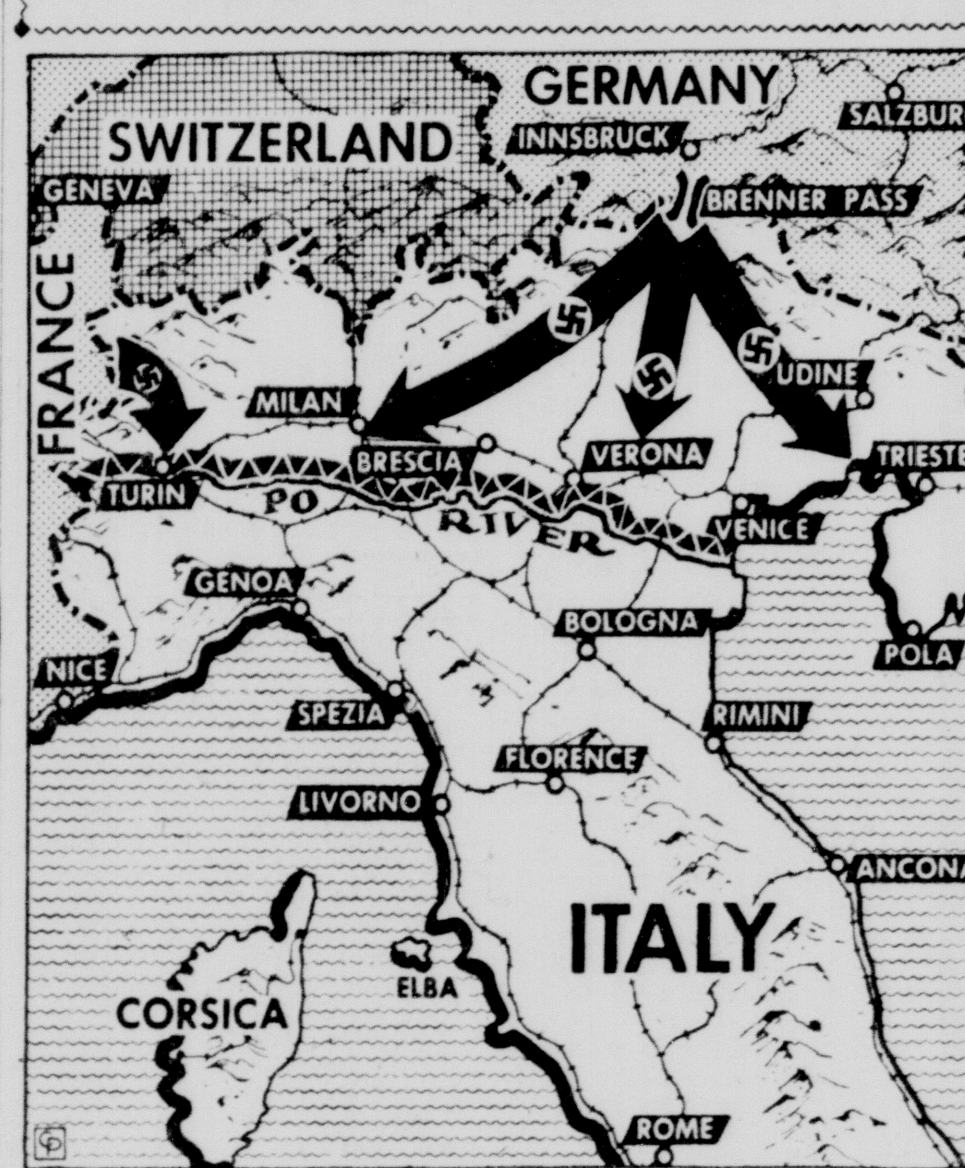 GERMANY
SALZBUR
SWITZERLAND
INNSBRUCK
GENEVA
BRENNER PASS
FRANCE
UDINE
MILAN
BRESCIA
VERONA
TRIESTE
TURIN
PO RIVER
VENICE
GENOA
BOLOGNA
NICE
POLA
SPEZIA
RIMINI
FLORENCE
LIVORNO
ANCONA
ITALY
ELBA
CORSICA
ROME
CP